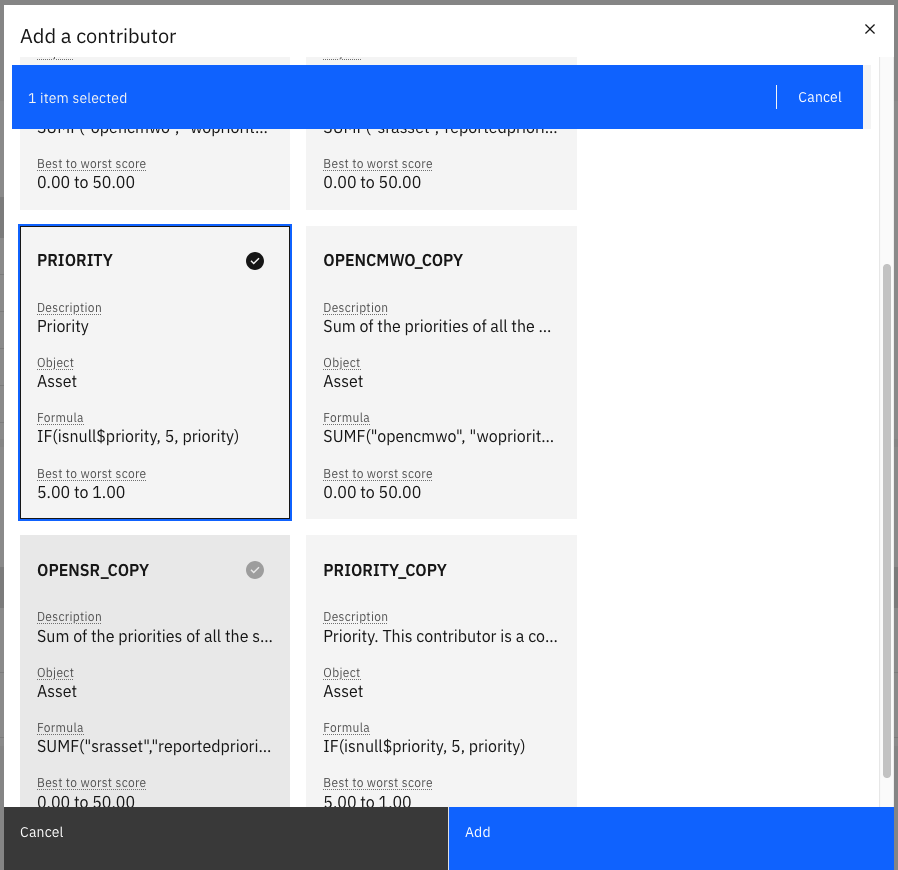 Add a contributor
1 item selected
Cancel
SUMF("opencmwo", "wopriorit...
SUMF("srasset","reportedpriori...
Best to worst score
0.00 to 50.00
Best to worst score
0.00 to 50.00
PRIORITY
Description
Priority
Object
Asset
Formula
IF(isnull$priority, 5, priority)
Best to worst score
5.00 to 1.00
OPENCMWO_COPY
Description
Sum of the priorities of all the ...
Object
Asset
Formula
SUMF("opencmwo", "wopriorit...
Best to worst score
0.00 to 50.00
OPENSR_COPY
Description
Sum of the priorities of all the s...
Object
Asset
Formula
SUMF("srasset","reportedpriori...
Best to worst score
0.00 to 50.00
PRIORITY_COPY
Description
Priority. This contributor is a co...
Object
Asset
Formula
IF(isnull$priority, 5, priority)
Best to worst score
5.00 to 1.00
Cancel
Add